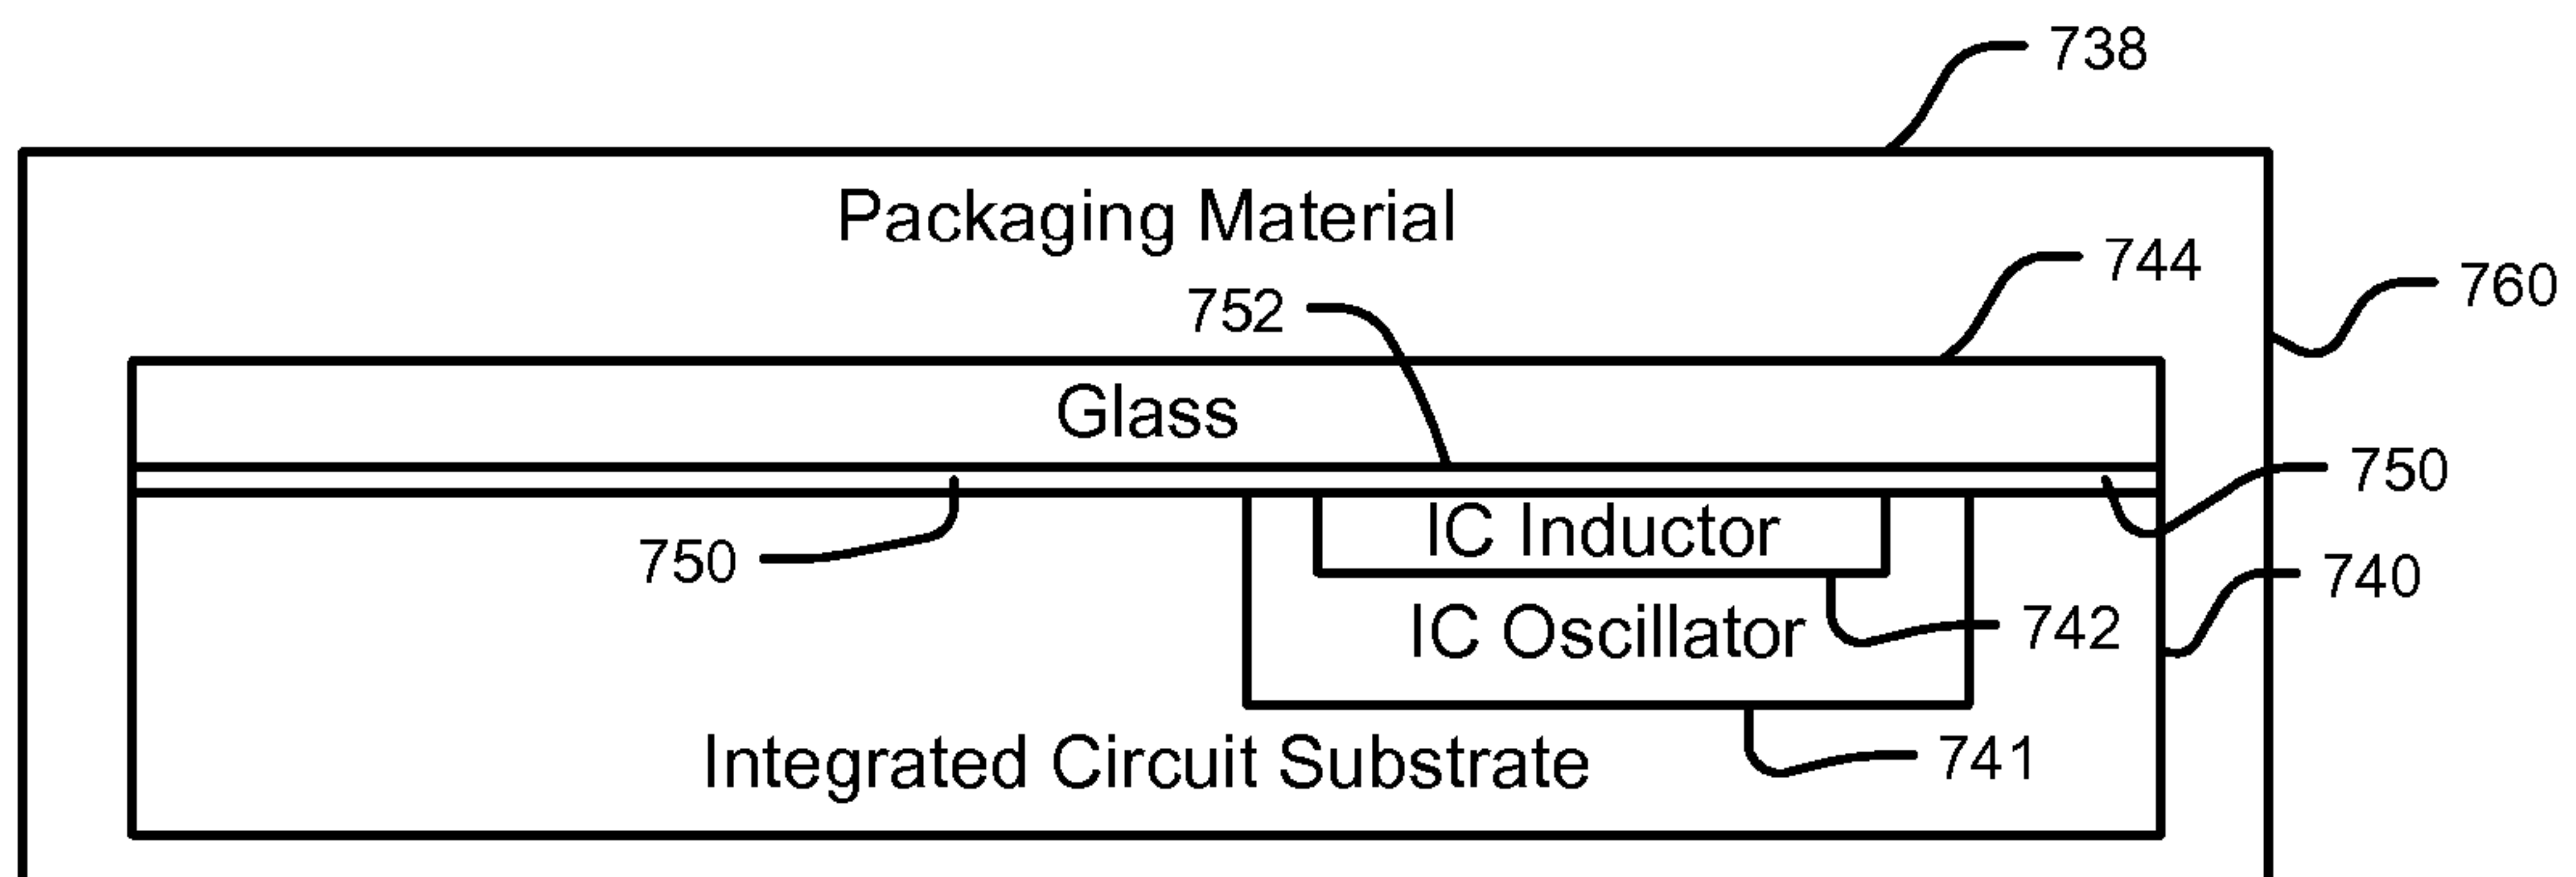 738
Packaging Material
744
752
760
Glass
750
IC Inductor
750
740
IC Oscillator
742
741
Integrated Circuit Substrate